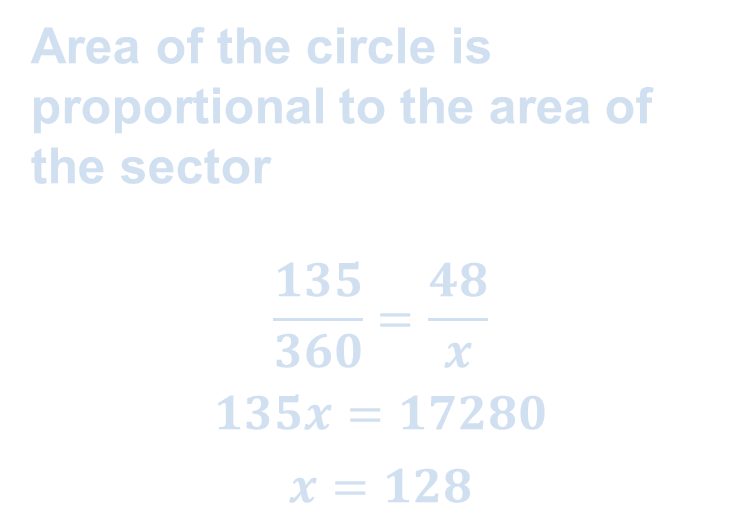 Area of the circle is
proportional to the area of
the sector
135/360 = 48/x
135x = 17280
x = 128